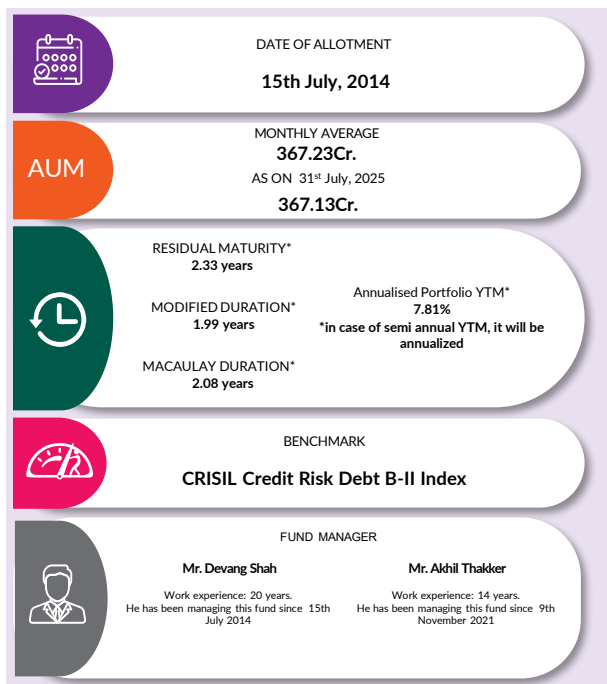 DATE OF ALLOTMENT
15th July, 2014
AUM
MONTHLY AVERAGE
367.23Cr.
AS ON 31st July, 2025
367.13Cr.
RESIDUAL MATURITY*
2.33 years
MODIFIED DURATION*
1.99 years
MACAULAY DURATION*
2.08 years
Annualised Portfolio YTM*
7.81%
*in case of semi annual YTM, it will be
annualized
BENCHMARK
CRISIL Credit Risk Debt B-II Index
FUND MANAGER
Mr. Devang Shah
Work experience: 20 years.
He has been managing this fund since 15th
July 2014
Mr. Akhil Thakker
Work experience: 14 years.
He has been managing this fund since 9th
November 2021